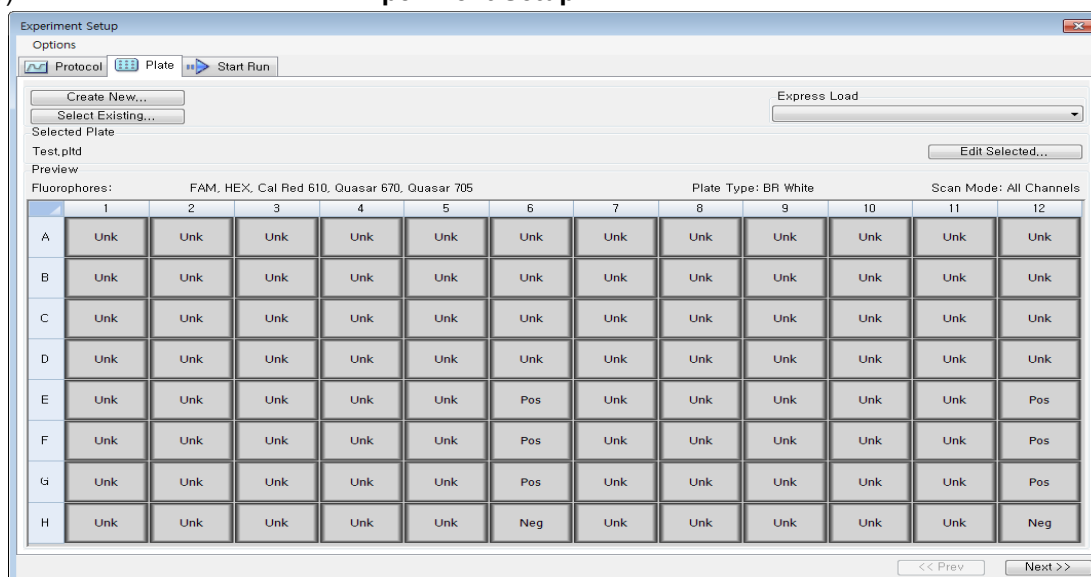 Experiment Setup
Options
Protocol Plate Start Run
Create New...
Express Load
Select Existing...
Selected Plate
Test.pltd
Edit Selected...
Preview
Fluorophores: FAM, HEX, Cal Red 610, Quasar 670, Quasar 705 Plate Type: BR White Scan Mode: All Channels
1 2 3 4 5 6 7 8 9 10 11 12
A Unk Unk Unk Unk Unk Unk Unk Unk Unk Unk Unk Unk
B Unk Unk Unk Unk Unk Unk Unk Unk Unk Unk Unk Unk
C Unk Unk Unk Unk Unk Unk Unk Unk Unk Unk Unk Unk
D Unk Unk Unk Unk Unk Unk Unk Unk Unk Unk Unk Unk
E Unk Unk Unk Unk Unk Pos Unk Unk Unk Unk Unk Pos
F Unk Unk Unk Unk Unk Pos Unk Unk Unk Unk Unk Pos
G Unk Unk Unk Unk Unk Pos Unk Unk Unk Unk Unk Pos
H Unk Unk Unk Unk Unk Neg Unk Unk Unk Unk Unk Neg
<< Prev Next >>